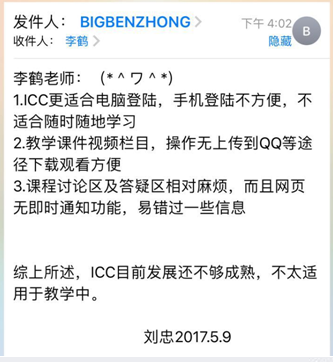 发件人： BIGBENZHONG > 下午 4:02 B
收件人： 李鹤 > 隐藏
李鹤老师：（*＾ワ＾*）
1.ICC更适合电脑登陆，手机登陆不方便，不
适合随时随地学习
2.教学课件视频栏目，操作无上传到QQ等途
径下载观看方便
3.课程讨论区及答疑区相对麻烦，而且网页
无即时通知功能，易错过一些信息
综上所述，ICC目前发展还不够成熟，不太适
用于教学中。
刘忠2017.5.9